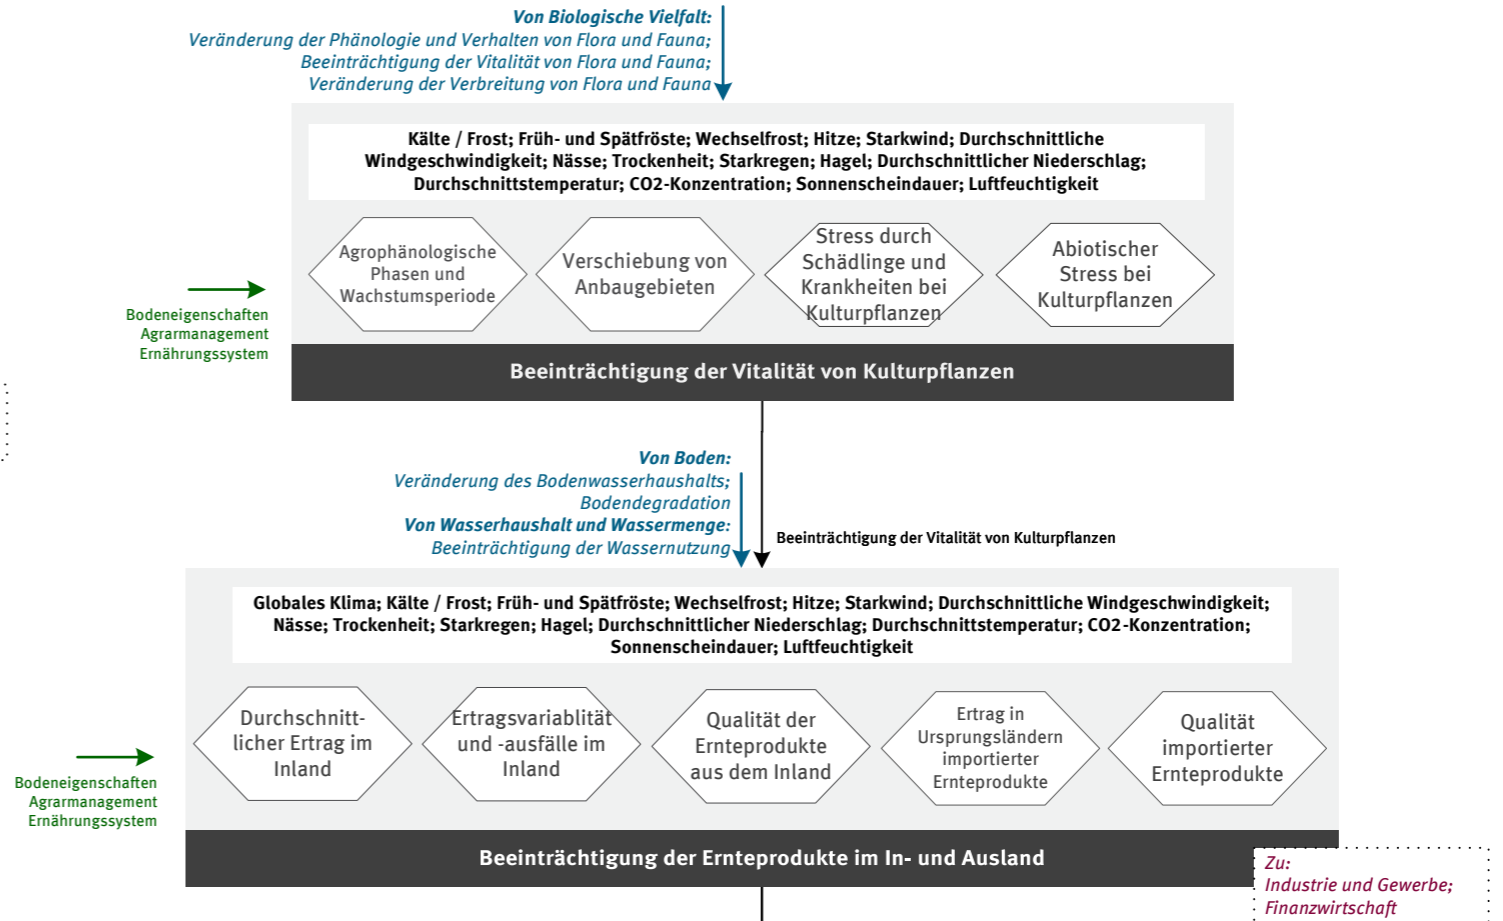 Von Biologische Vielfalt:
Veränderung der Phänologie und Verhalten von Flora und Fauna;
Beeinträchtigung der Vitalität von Flora und Fauna;
Veränderung der Verbreitung von Flora und Fauna
Kälte / Frost; Früh- und Spätfröste; Wechselfrost; Hitze; Starkwind; Durchschnittliche
Windgeschwindigkeit; Nässe; Trockenheit; Starkregen; Hagel; Durchschnittlicher Niederschlag;
Durchschnittstemperatur; CO2-Konzentration; Sonnenscheindauer; Luftfeuchtigkeit
Agrophänologische
Phasen und
Wachstumsperiode
Verschiebung von
Anbaugebieten
Stress durch
Schädlinge und
Krankheiten bei
Kulturpflanzen
Abiotischer
Stress bei
Kulturpflanzen
Bodeneigenschaften
Agrarmanagement
Ernährungssystem
Beeinträchtigung der Vitalität von Kulturpflanzen
Von Boden:
Veränderung des Bodenwasserhaushalts;
Bodendegradation
Von Wasserhaushalt und Wassermenge:
Beeinträchtigung der Wassernutzung
Beeinträchtigung der Vitalität von Kulturpflanzen
Globales Klima; Kälte / Frost; Früh- und Spätfröste; Wechselfrost; Hitze; Starkwind; Durchschnittliche Windgeschwindigkeit;
Nässe; Trockenheit; Starkregen; Hagel; Durchschnittlicher Niederschlag; Durchschnittstemperatur; CO2-Konzentration;
Sonnenscheindauer; Luftfeuchtigkeit
Durchschnitt-
licher Ertrag im
Inland
Ertragsvariablität
und -ausfälle im
Inland
Qualität der
Ernteprodukte
aus dem Inland
Ertrag in
Ursprungsländern
importierter
Ernteprodukte
Qualität
importierter
Ernteprodukte
Bodeneigenschaften
Agrarmanagement
Ernährungssystem
Beeinträchtigung der Ernteprodukte im In- und Ausland
Zu:
Industrie und Gewerbe;
Finanzwirtschaft